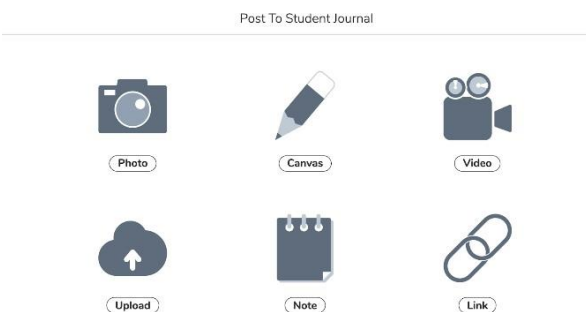 Post To Student Journal
Photo
Canvas
Video
Upload
Note
Link